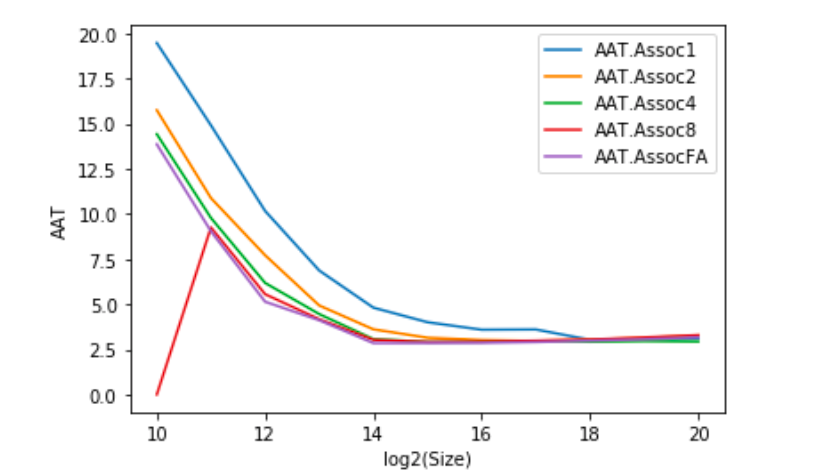 20.0
17.5
15.0
12.5
10.0
7.5
5.0
2.5
0.0
AAT
AAT.Assoc1
AAT.Assoc2
AAT.Assoc4
AAT.Assoc8
AAT.AssocFA
10 12 14 16 18 20
log2(Size)